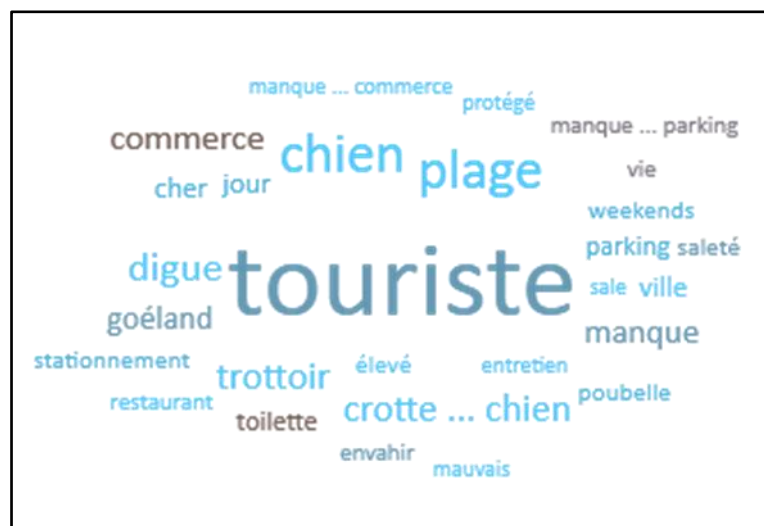 manque ... commerce
protégé
manque ... parking
commerce
chien
plage
vie
cher
jour
weekends
parking
saleté
digue
touriste
sale
ville
goéland
manque
stationnement
trottoir
élevé
entretien
poubelle
restaurant
crotte ... chien
toilette
envahir
mauvais